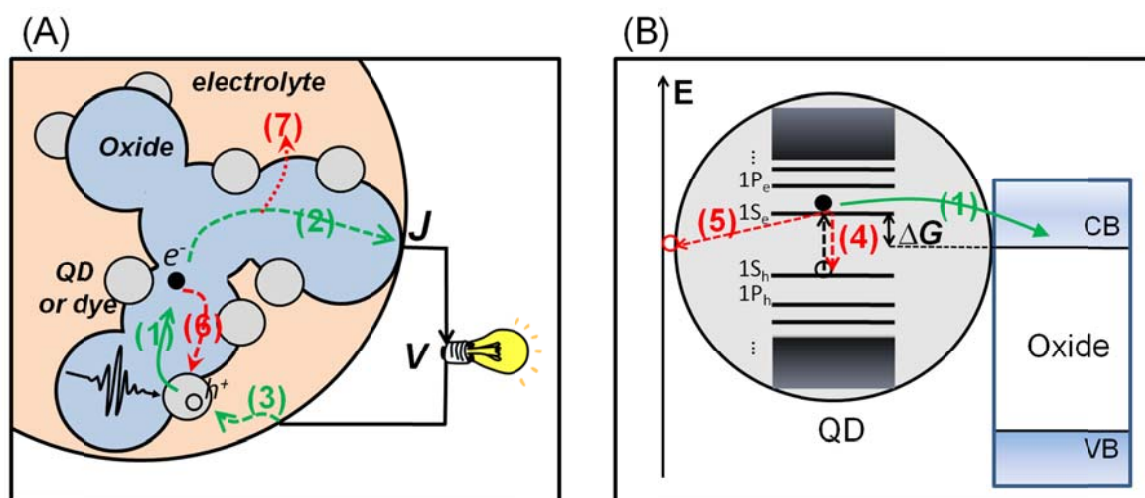 (A)
electrolyte
(7)
Oxide
(2)
J
e⁻
QD
or dye
(1)
(6)
V
h⁺
(3)
(B)
E
⋮
1Pₑ
1Sₑ
(1)
CB
(5)
(4)
ΔG
1Sₕ
1Pₕ
⋮
Oxide
QD
VB